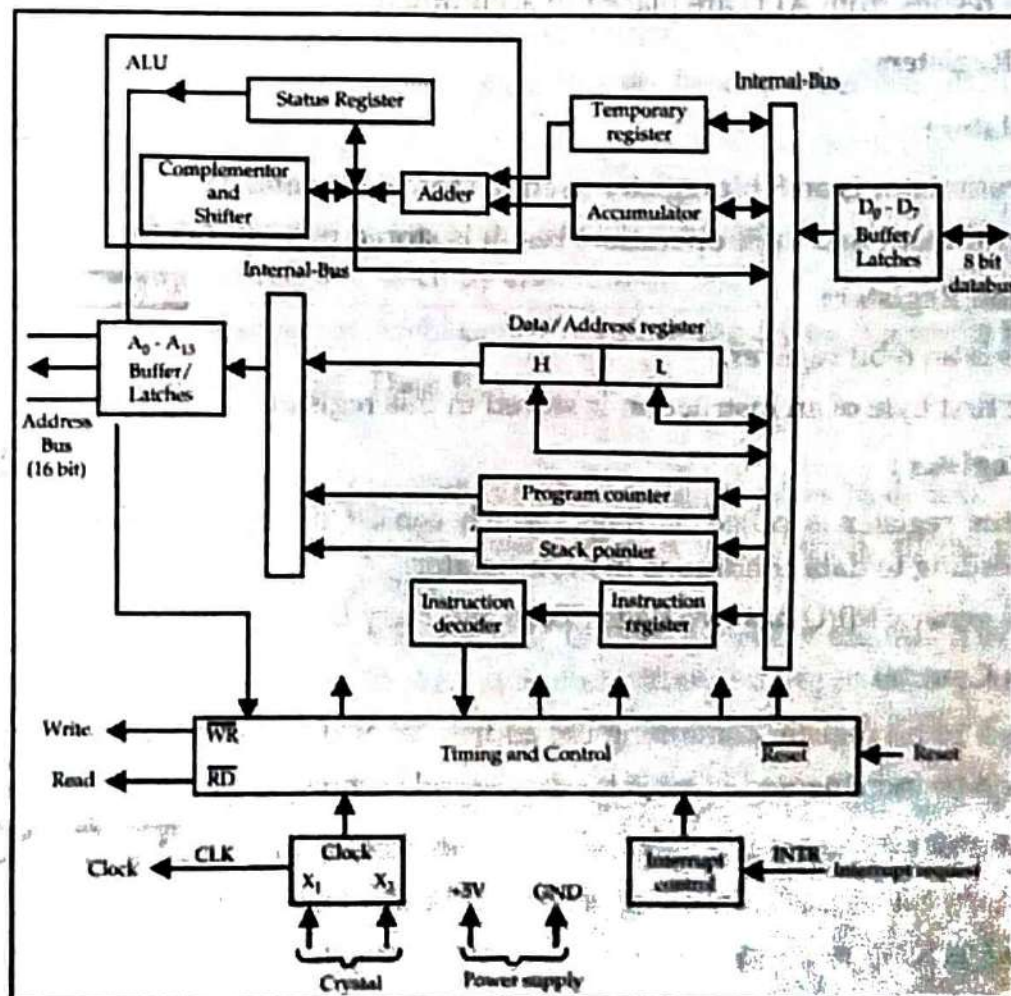 ALU
Status Register
Complementor
and
Shifter
Adder
Temporary
register
Accumulator
Internal-Bus
D₀ - D₇
Buffer/
Latches
8 bit
databus
Internal-Bus
A₀ - A₁₅
Buffer/
Latches
Address
Bus
(16 bit)
Data/Address register
H L
Program counter
Stack pointer
Instruction
decoder
Instruction
register
Write
Read
W̅R̅
R̅D̅
Timing and Control
R̅e̅s̅e̅t̅
Reset
Clock
CLK
Clock
X₁ X₂
Crystal
+5V GND
Power supply
Interrupt
control
INTR
Interrupt request